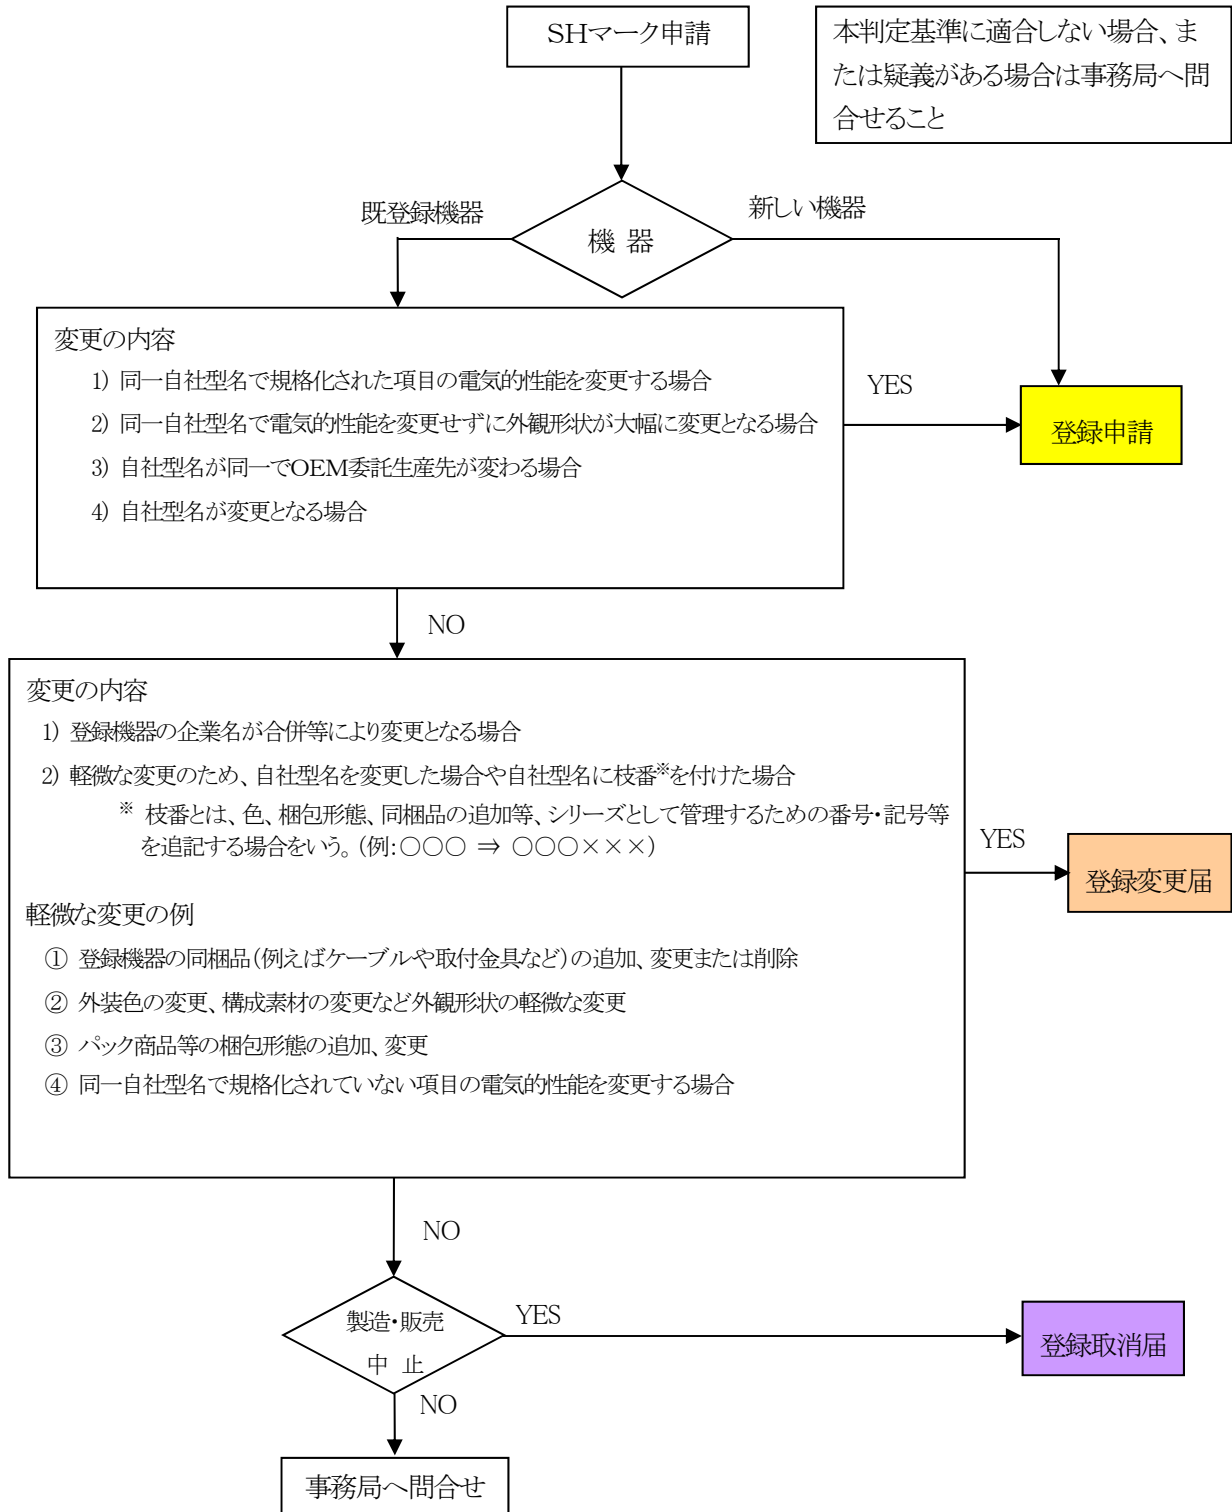 SHマーク申請
本判定基準に適合しない場合、ま
たは疑義がある場合は事務局へ問
合せること
既登録機器
新しい機器
機 器
変更の内容
1) 同一自社型名で規格化された項目の電気的性能を変更する場合
2) 同一自社型名で電気的性能を変更せずに外観形状が大幅に変更となる場合
3) 自社型名が同一でOEM委託生産先が変わる場合
4) 自社型名が変更となる場合
YES
登録申請
NO
変更の内容
1) 登録機器の企業名が合併等により変更となる場合
2) 軽微な変更のため、自社型名を変更した場合や自社型名に枝番※を付けた場合
※ 枝番とは、色、梱包形態、同梱品の追加等、シリーズとして管理するための番号・記号等
を追記する場合をいう。(例:○○○ ⇒ ○○○×××)
YES
登録変更届
軽微な変更の例
① 登録機器の同梱品(例えばケーブルや取付金具など)の追加、変更または削除
② 外装色の変更、構成素材の変更など外観形状の軽微な変更
③ パック商品等の梱包形態の追加、変更
④ 同一自社型名で規格化されていない項目の電気的性能を変更する場合
NO
製造・販売
中 止
YES
登録取消届
NO
事務局へ問合せ